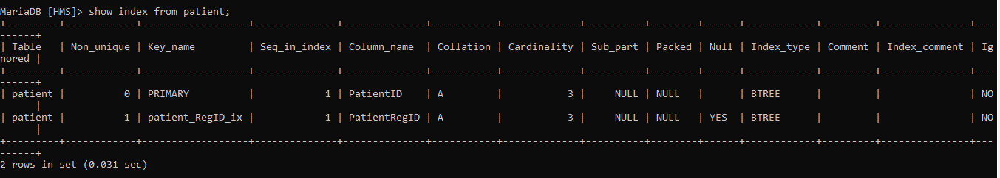 MariaDB [HMS]> show index from patient;
+---------+------------+------------------+--------------+--------------+-----------+-------------+----------+--------+------+------------+---------+---------------+---
------+
| Table   | Non_unique | Key_name         | Seq_in_index | Column_name  | Collation | Cardinality | Sub_part | Packed | Null | Index_type | Comment | Index_comment | Ig
nored |
+---------+------------+------------------+--------------+--------------+-----------+-------------+----------+--------+------+------------+---------+---------------+---
------+
| patient |          0 | PRIMARY          |            1 | PatientID    | A         |           3 |     NULL | NULL   |      | BTREE      |         |               | NO
      |
| patient |          1 | patient_RegID_ix |            1 | PatientRegID | A         |           3 |     NULL | NULL   | YES  | BTREE      |         |               | NO
      |
+---------+------------+------------------+--------------+--------------+-----------+-------------+----------+--------+------+------------+---------+---------------+---
------+
2 rows in set (0.031 sec)